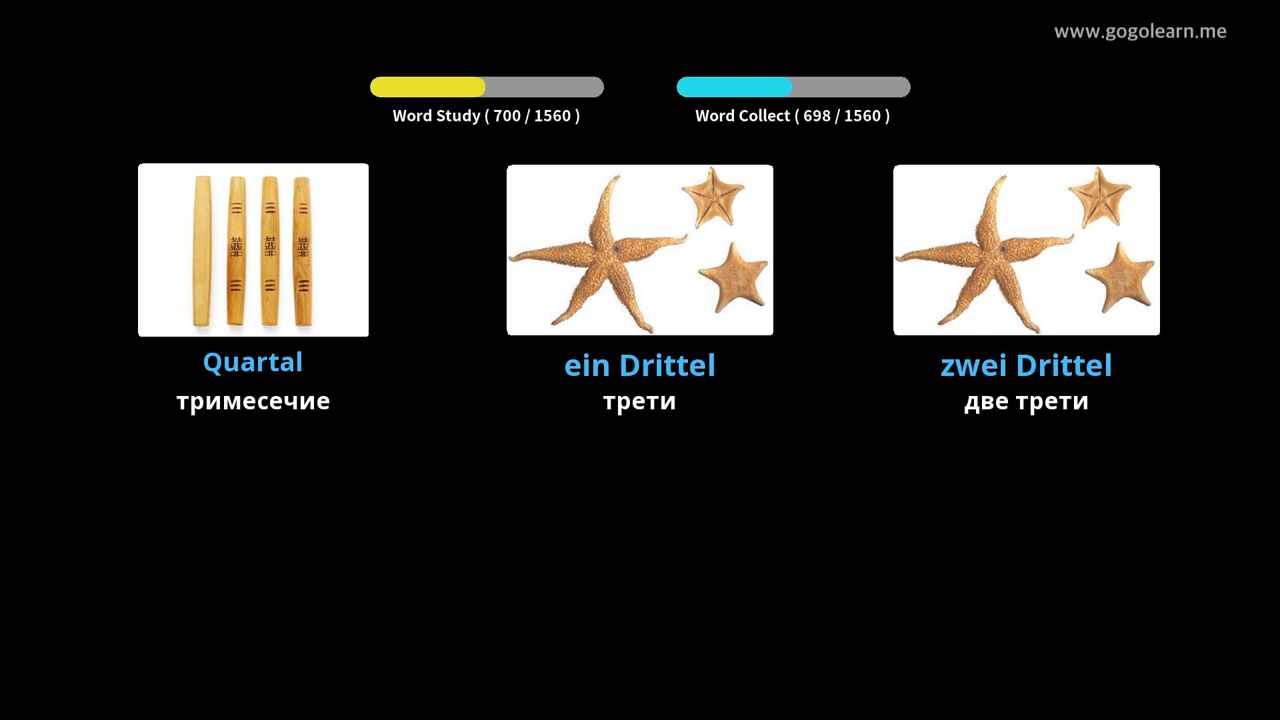 www.gogolearn.me
Word Study ( 700 / 1560 )
Word Collect ( 698 / 1560 )
Quartal
ein Drittel
zwei Drittel
тримесечие
трети
две трети